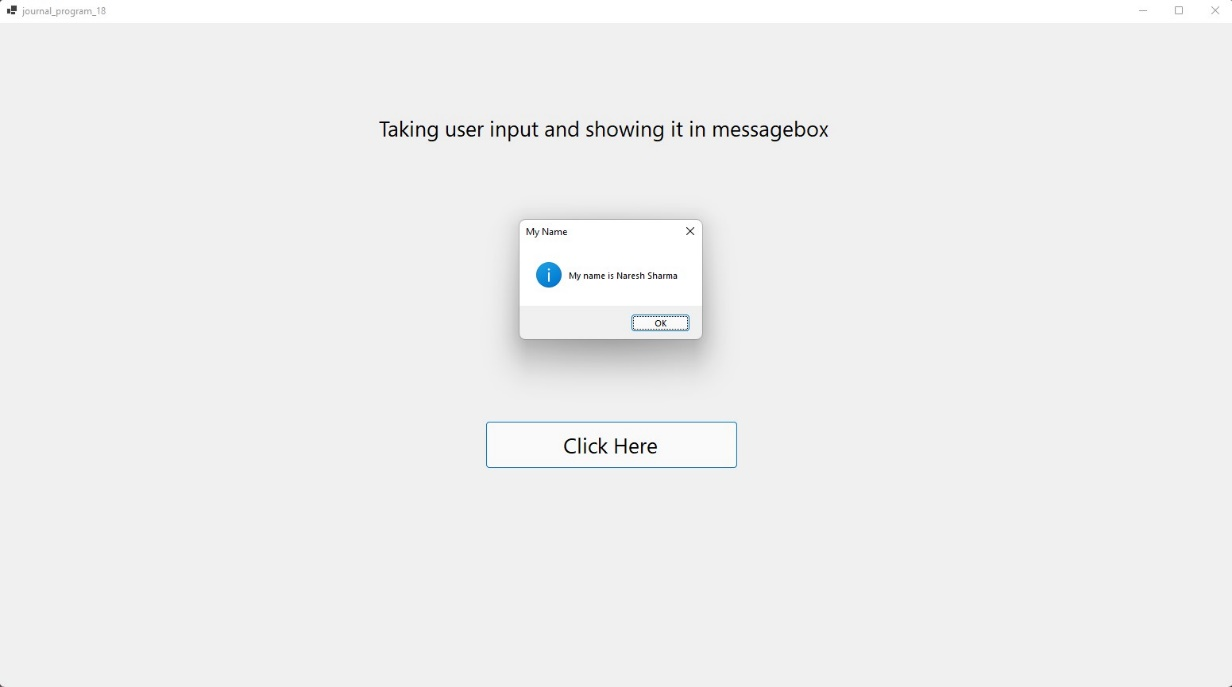 journal_program_18
Taking user input and showing it in messagebox
My Name
My name is Naresh Sharma
OK
Click Here